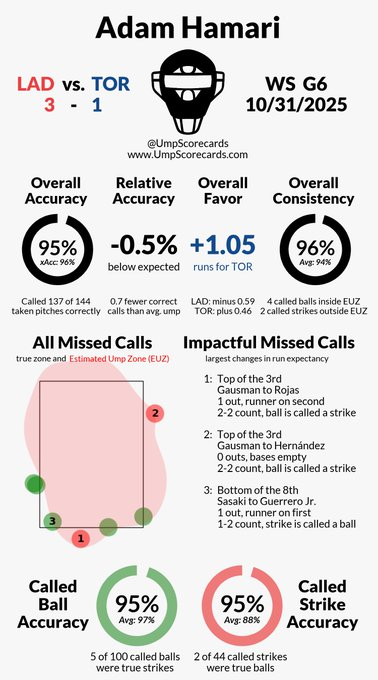 Adam Hamari
LAD vs. TOR
3 - 1
WS G6
10/31/2025
@UmpScorecards
www.UmpScorecards.com
Overall
Accuracy
95%
xAcc: 96%
Called 137 of 144
taken pitches correctly
Relative
Accuracy
-0.5%
below expected
0.7 fewer correct
calls than avg. ump
Overall
Favor
+1.05
runs for TOR
LAD: minus 0.59
TOR: plus 0.46
Overall
Consistency
96%
Avg: 94%
4 called balls inside EUZ
2 called strikes outside EUZ
All Missed Calls
true zone and Estimated Ump Zone (EUZ)
2
3
1
Impactful Missed Calls
largest changes in run expectancy
1: Top of the 3rd
Gausman to Rojas
1 out, runner on second
2-2 count, ball is called a strike
2: Top of the 3rd
Gausman to Hernández
0 outs, bases empty
2-2 count, ball is called a strike
3: Bottom of the 8th
Sasaki to Guerrero Jr.
1 out, runner on first
1-2 count, strike is called a ball
Called
Ball
Accuracy
95%
Avg: 97%
5 of 100 called balls
were true strikes
95%
Avg: 88%
2 of 44 called strikes
were true balls
Called
Strike
Accuracy